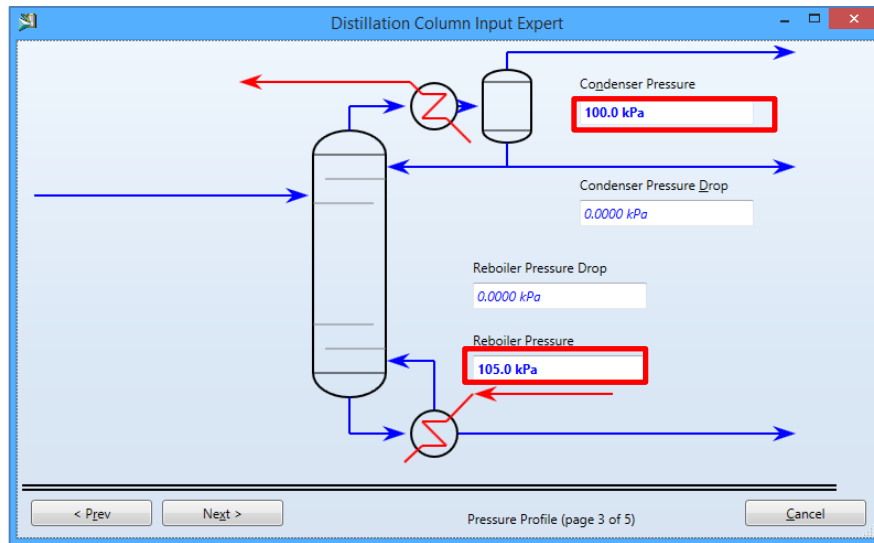 Distillation Column Input Expert
Condenser Pressure
100.0 kPa
Condenser Pressure Drop
0.0000 kPa
Reboiler Pressure Drop
0.0000 kPa
Reboiler Pressure
105.0 kPa
< Prev
Next >
Pressure Profile (page 3 of 5)
Cancel